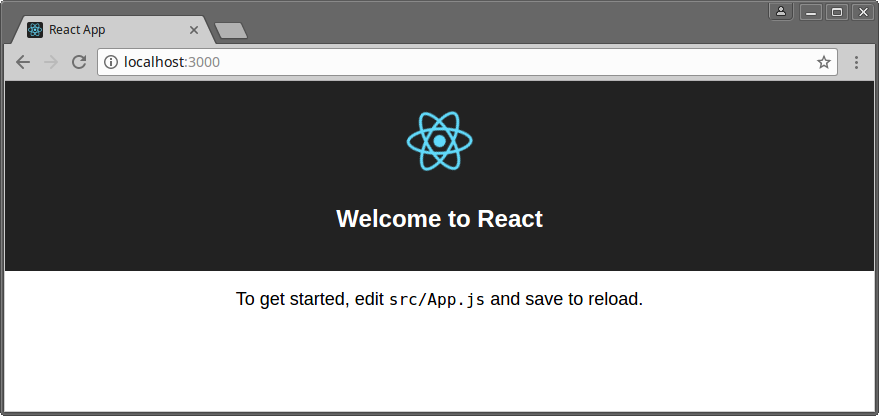 React App
localhost:3000
Welcome to React
To get started, edit src/App.js and save to reload.